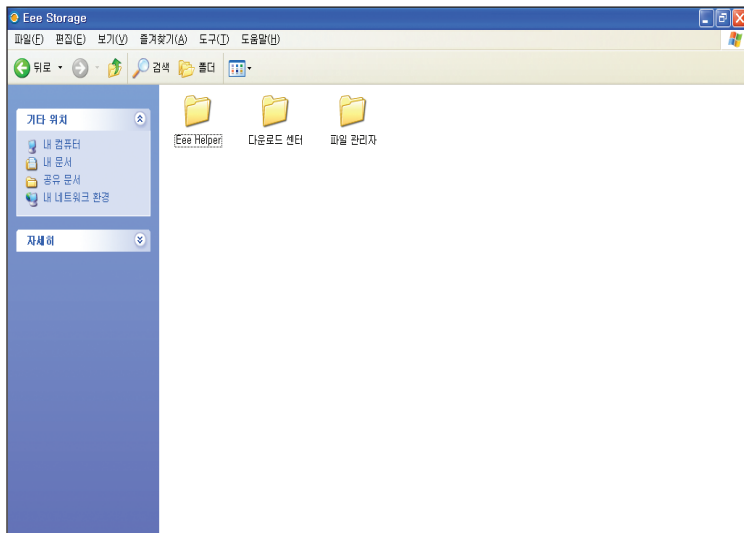 Eee Storage
파일(F) 편집(E) 보기(V) 즐겨찾기(A) 도구(T) 도움말(H)
뒤로 검색 폴더
기타 위치
내 컴퓨터
내 문서
공유 문서
내 네트워크 환경
자세히
Eee Helper 다운로드 센터 파일 관리자